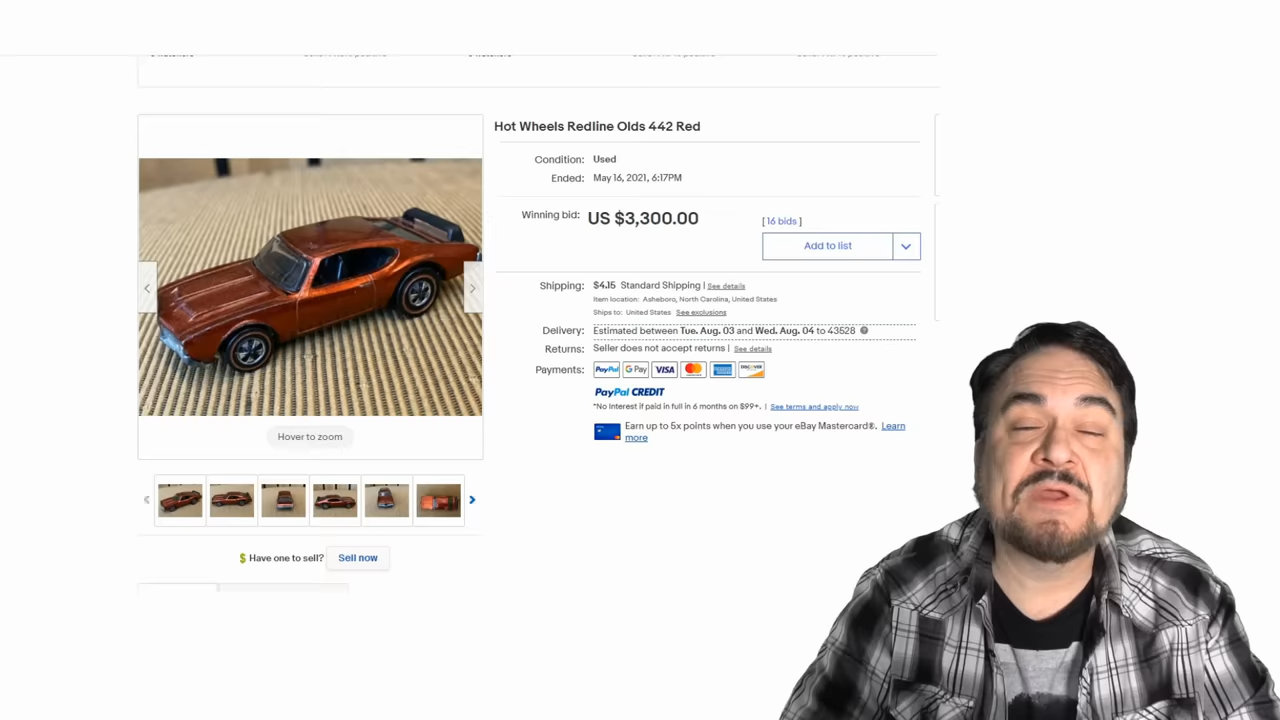 Hot Wheels Redline Olds 442 Red
Condition: Used
Ended: May 16, 2021, 6:17PM
Winning bid: US $3,300.00 [ 16 bids ]
Add to list
Shipping: $4.15 Standard Shipping | See details
Item location: Asheboro, North Carolina, United States
Ships to: United States See exclusions
Delivery: Estimated between Tue. Aug. 03 and Wed. Aug. 04 to 43528
Returns: Seller does not accept returns | See details
Payments: PayPal G Pay VISA MasterCard DISCOVER
PayPal CREDIT
*No Interest if paid in full in 6 months on $99+. | See terms and apply now
Earn up to 5x points when you use your eBay Mastercard®. Learn
more
Hover to zoom
$ Have one to sell? Sell now